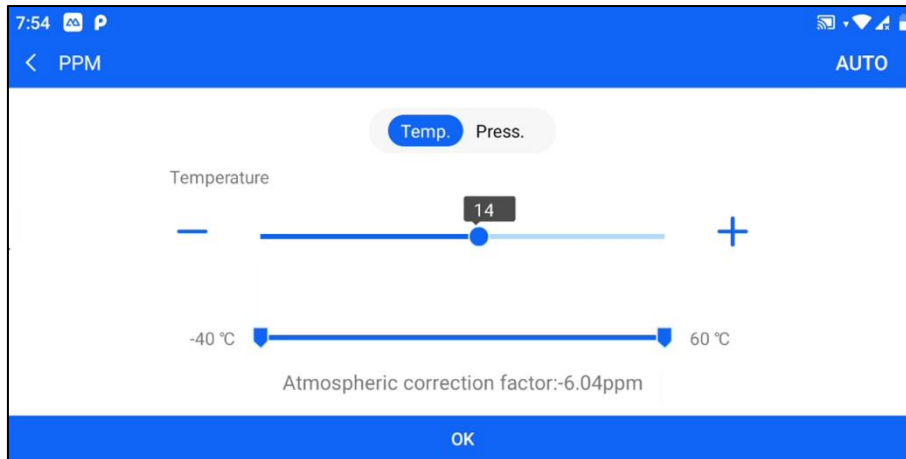 7:54
PPM AUTO
Temp. Press.
Temperature
14
-40 ℃ 60 ℃
Atmospheric correction factor:-6.04ppm
OK